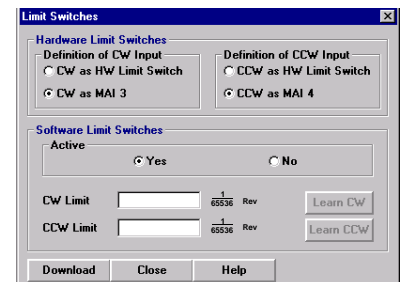 Limit Switches
Hardware Limit Switches
Definition of CW Input
CW as HW Limit Switch
CW as MAI 3
Definition of CCW Input
CCW as HW Limit Switch
CCW as MAI 4
Software Limit Switches
Active
Yes No
CW Limit 1/65536 Rev Learn CW
CCW Limit 1/65536 Rev Learn CCW
Download Close Help